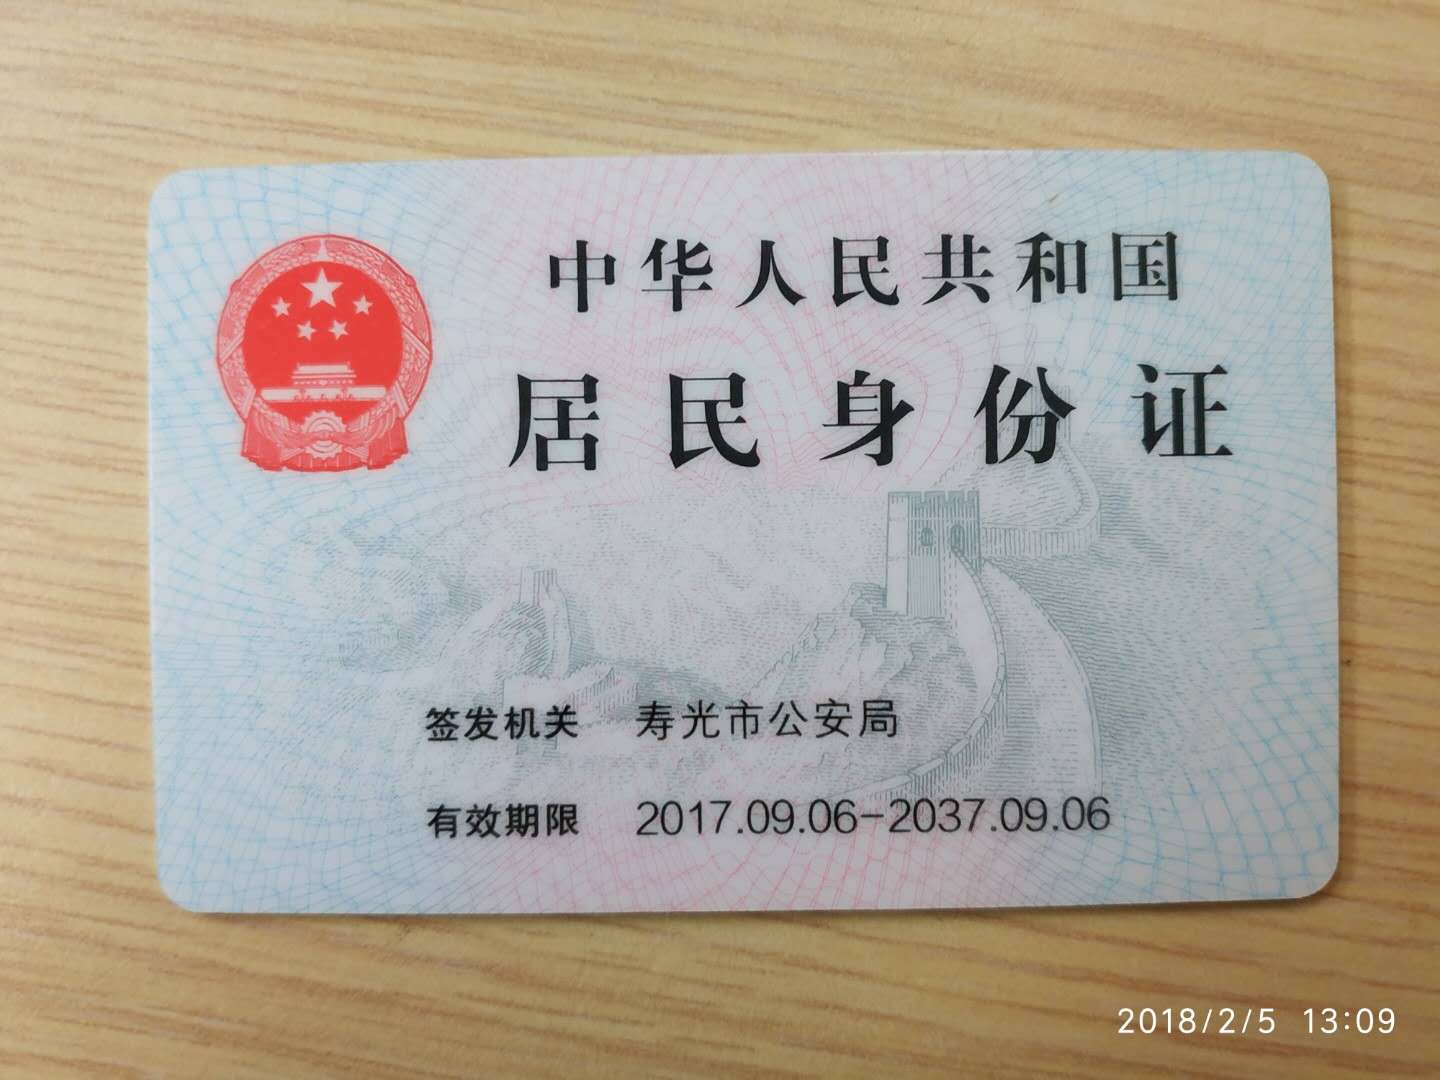 中华人民共和国
居民身份证
签发机关 寿光市公安局
有效期限 2017.09.06-2037.09.06
2018/2/5 13:09